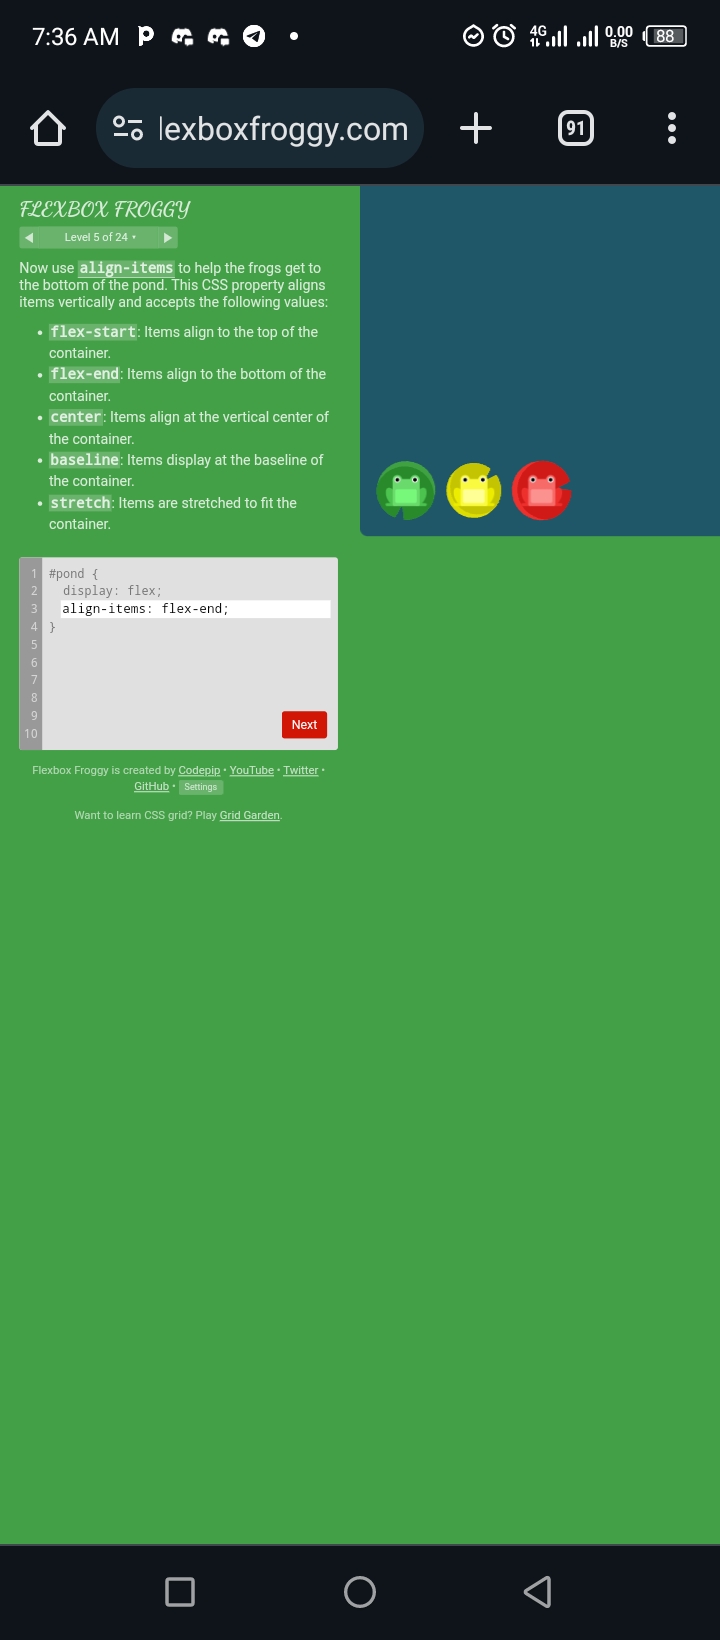 7:36 AM
4G
0.00
B/S
88
lexboxfroggy.com
91
FLEXBOX FROGGY
Level 5 of 24
Now use align-items to help the frogs get to
the bottom of the pond. This CSS property aligns
items vertically and accepts the following values:
• flex-start: Items align to the top of the
container.
• flex-end: Items align to the bottom of the
container.
• center: Items align at the vertical center of
the container.
• baseline: Items display at the baseline of
the container.
• stretch: Items are stretched to fit the
container.
1 #pond {
2 display: flex;
3 align-items: flex-end;
4 }
5
6
7
8
9
10
Next
Flexbox Froggy is created by Codepip • YouTube • Twitter •
GitHub • Settings
Want to learn CSS grid? Play Grid Garden.